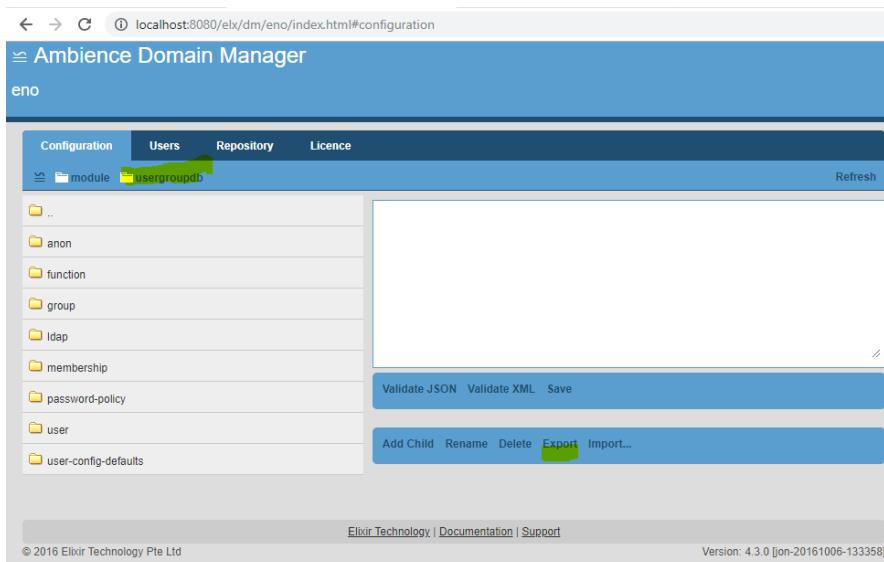 localhost:8080/elx/dm/eno/index.html#configuration
Ambience Domain Manager
eno
Configuration Users Repository Licence
module usergroupdb Refresh
..
anon
function
group
ldap
membership
password-policy
user
user-config-defaults
Validate JSON Validate XML Save
Add Child Rename Delete Export Import...
Elixir Technology | Documentation | Support
© 2016 Elixir Technology Pte Ltd Version: 4.3.0 [jon-20161006-133358]